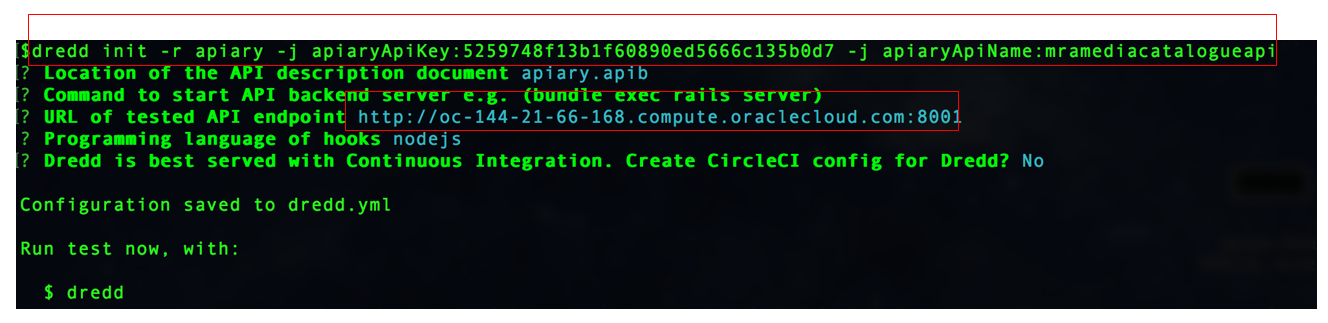 $dredd init -r apiary -j apiaryApiKey:5259748f13b1f60890ed5666c135b0d7 -j apiaryApiName:mramediacatalogueapi
[? Location of the API description document apiary.apib
[? Command to start API backend server e.g. (bundle exec rails server)
[? URL of tested API endpoint http://oc-144-21-66-168.compute.oraclecloud.com:8001
? Programming language of hooks nodejs
[? Dredd is best served with Continuous Integration. Create CircleCI config for Dredd? No
Configuration saved to dredd.yml
Run test now, with:
$ dredd